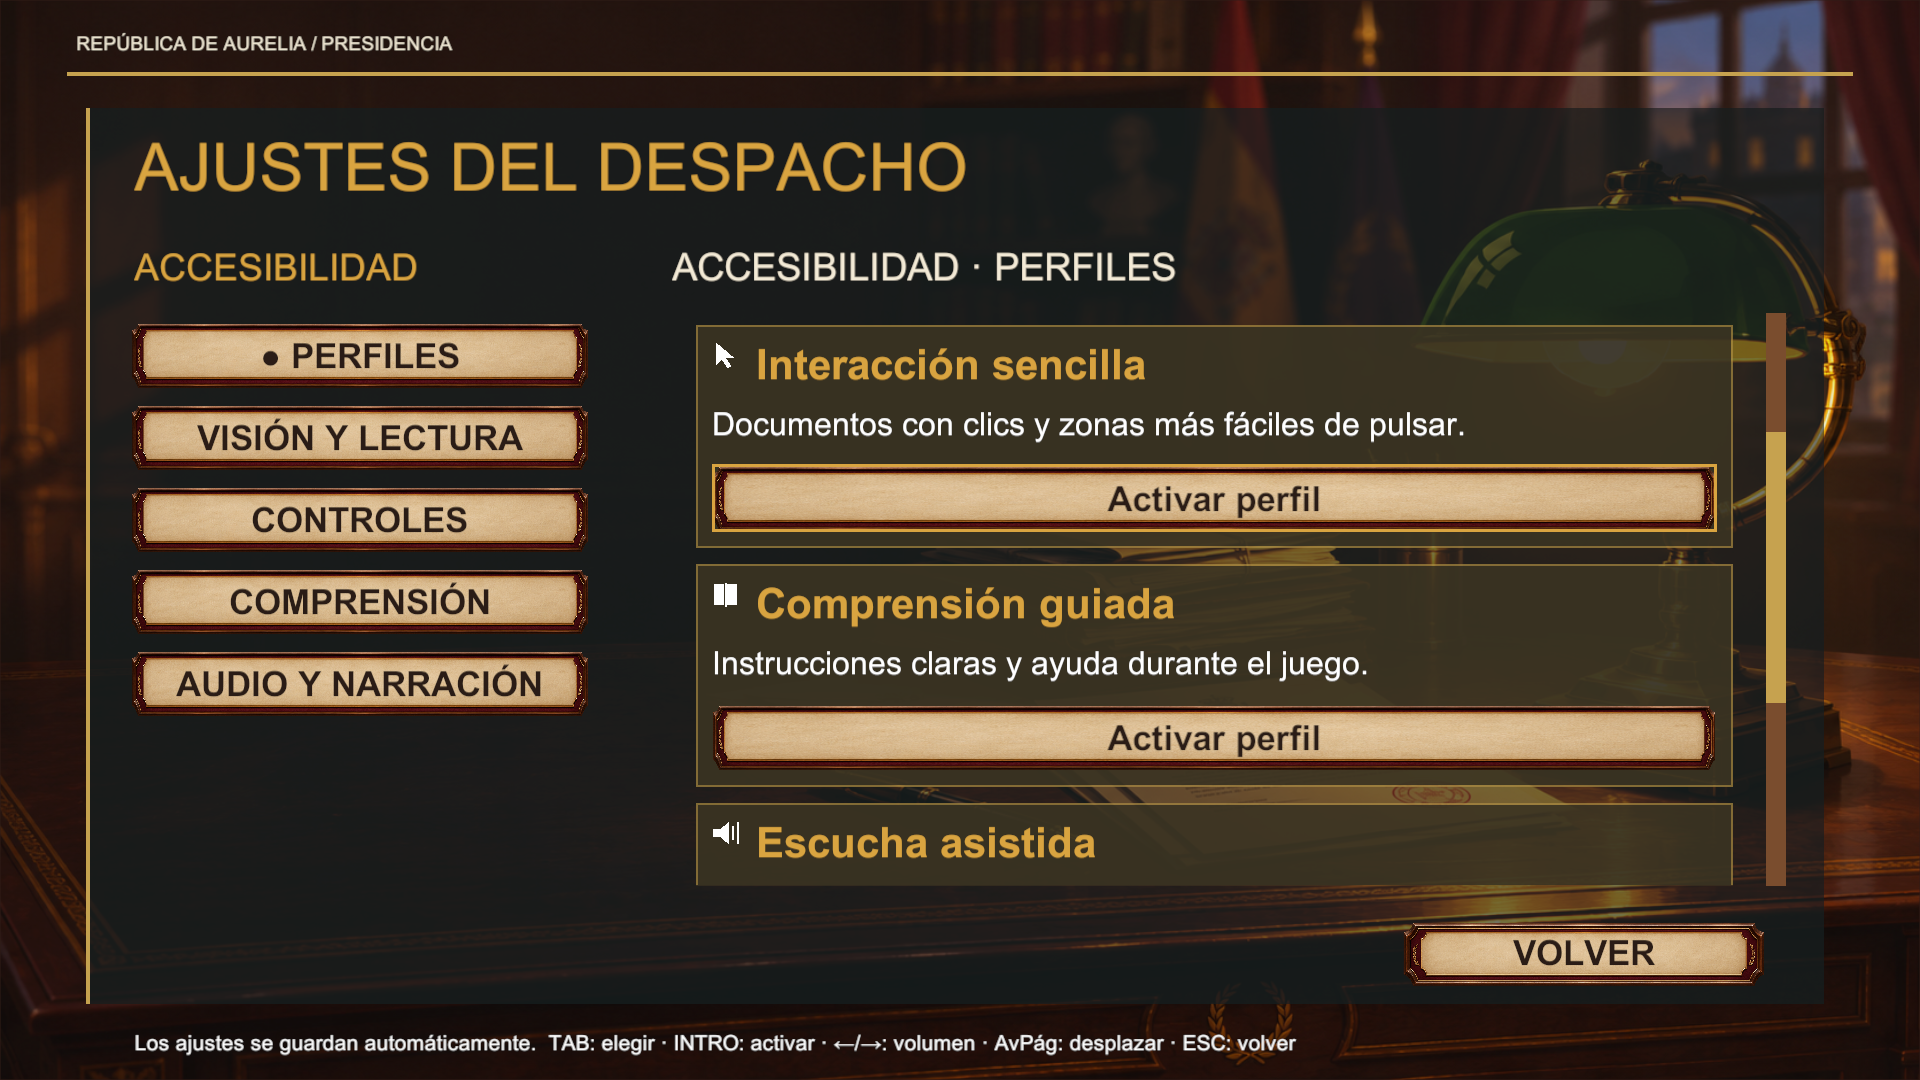 REPÚBLICA DE AURELIA / PRESIDENCIA
AJUSTES DEL DESPACHO
ACCESIBILIDAD
● PERFILES
VISIÓN Y LECTURA
CONTROLES
COMPRENSIÓN
AUDIO Y NARRACIÓN
ACCESIBILIDAD · PERFILES
Interacción sencilla
Documentos con clics y zonas más fáciles de pulsar.
Activar perfil
Comprensión guiada
Instrucciones claras y ayuda durante el juego.
Activar perfil
Escucha asistida
VOLVER
Los ajustes se guardan automáticamente. TAB: elegir · INTRO: activar · ←/→: volumen · AvPág: desplazar · ESC: volver